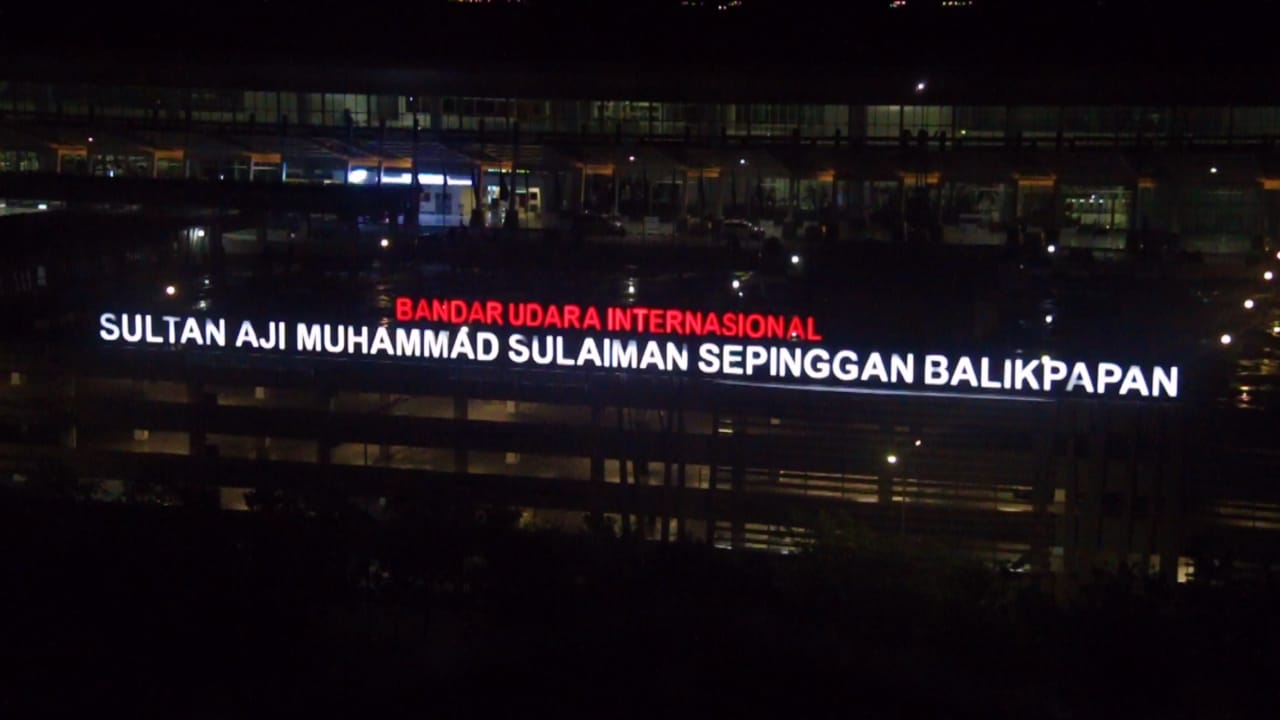 BANDAR UDARA INTERNASIONAL
SULTAN AJI MUHAMMAD SULAIMAN SEPINGGAN BALIKPAPAN